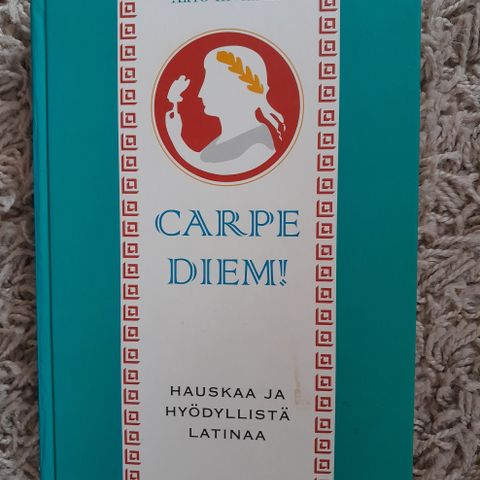 CARPE
DIEM!
HAUSKAA JA
HYÖDYLLISTÄ
LATINAA